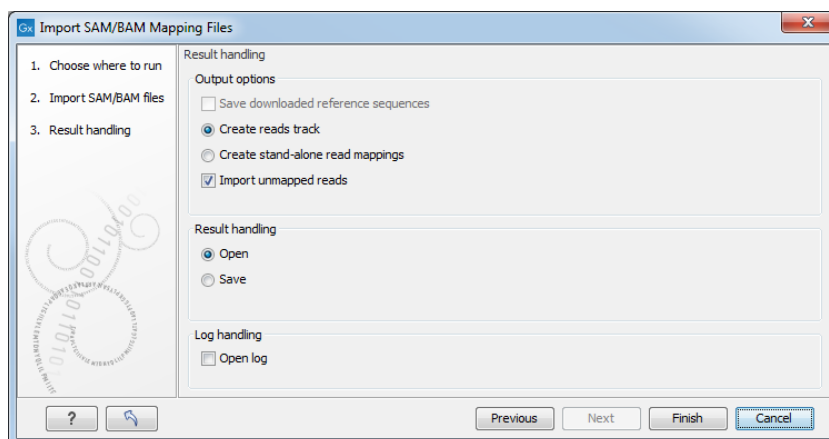 Gx Import SAM/BAM Mapping Files
1. Choose where to run
2. Import SAM/BAM files
3. Result handling
Result handling
Output options
Save downloaded reference sequences
Create reads track
Create stand-alone read mappings
Import unmapped reads
Result handling
Open
Save
Log handling
Open log
?
Previous
Next
Finish
Cancel